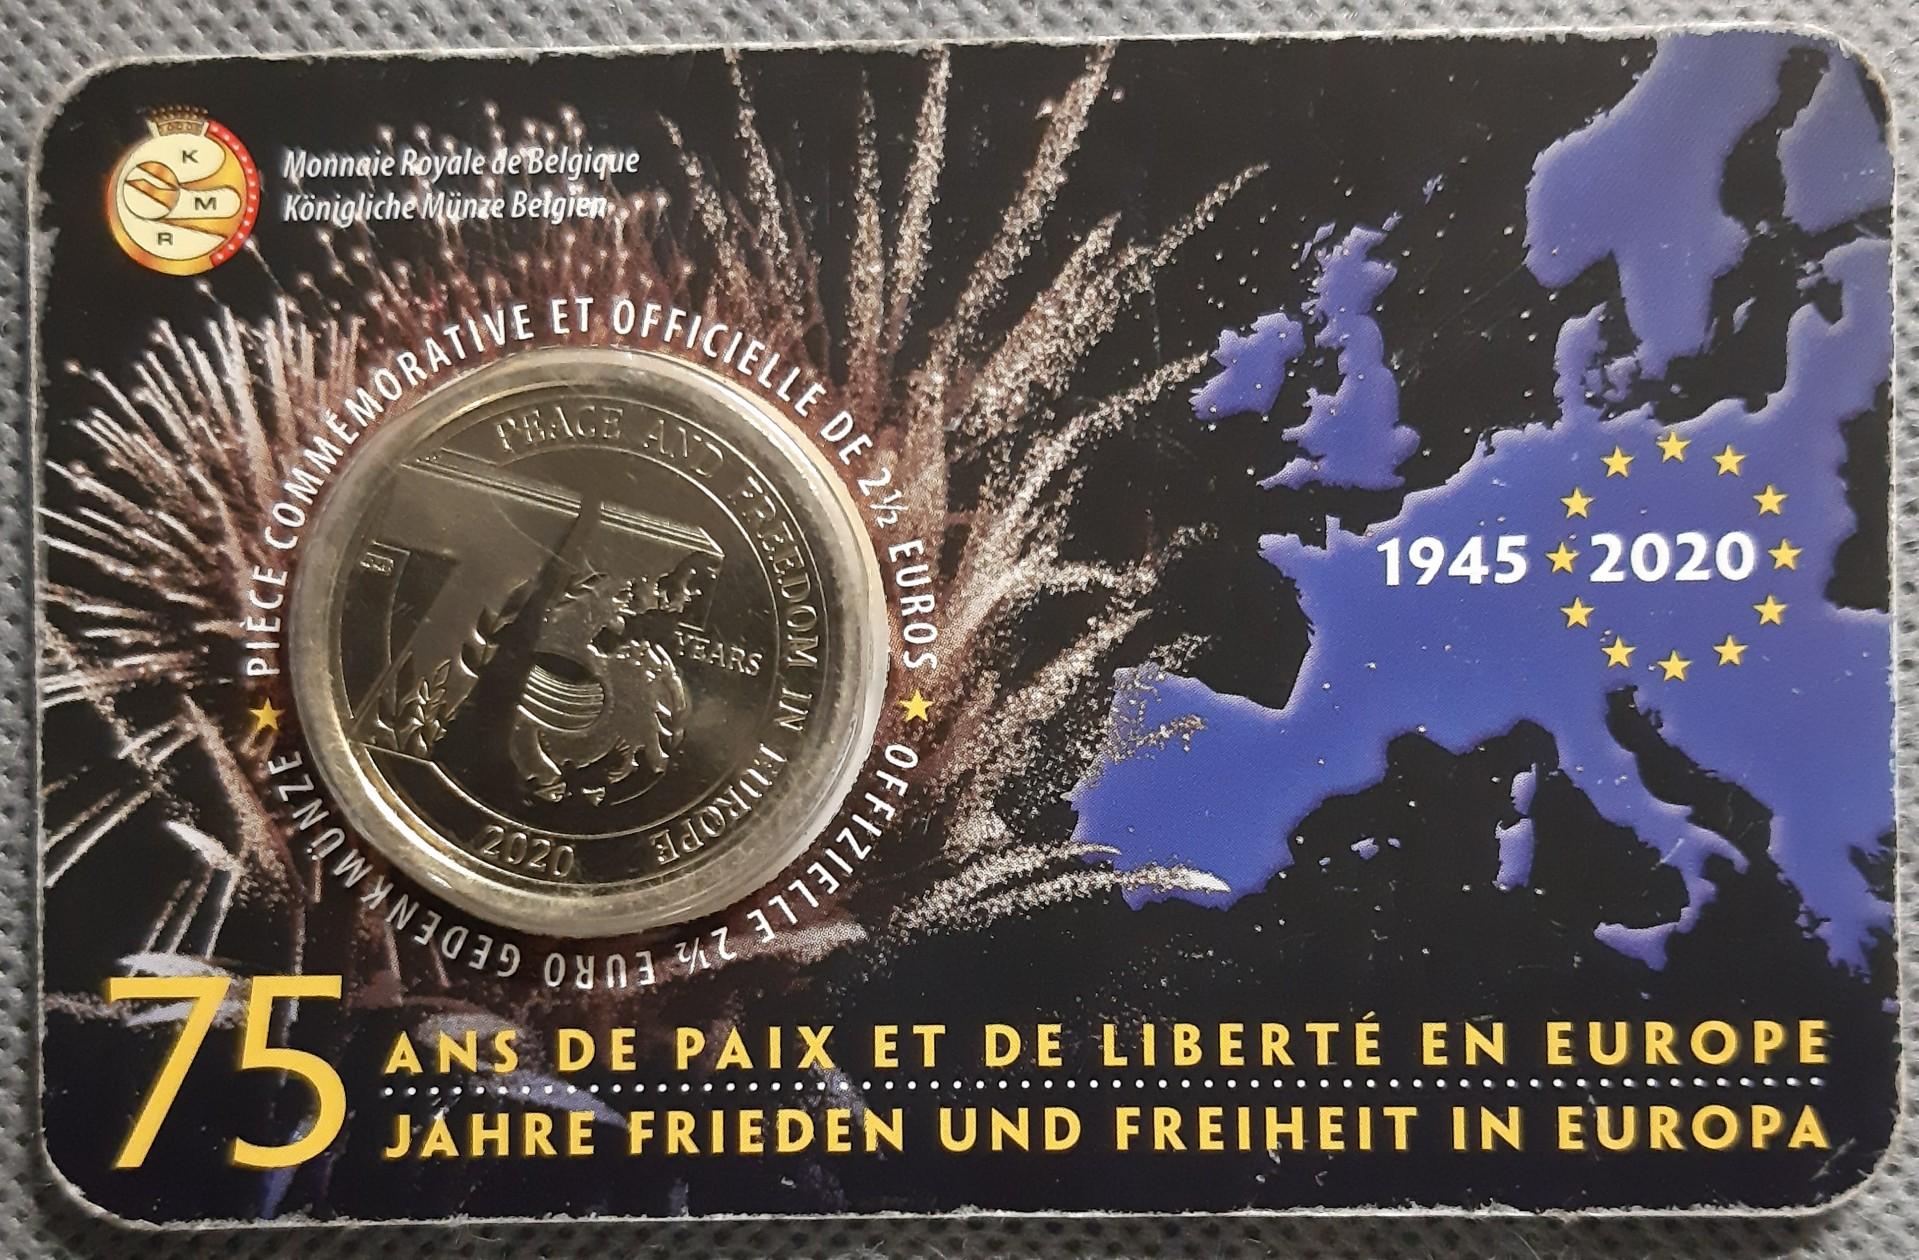 K
M
R
Monnaie Royale de Belgique
Königliche Münze Belgien
★ PIÈCE COMMÉMORATIVE ET OFFICIELLE DE 2½ EUROS ★
OFFIZIELLE 2½ EURO GEDENKMÜNZE
PEACE AND FREEDOM IN EUROPE
75
YEARS
2020
1945 ★ 2020
75
ANS DE PAIX ET DE LIBERTÉ EN EUROPE
JAHRE FRIEDEN UND FREIHEIT IN EUROPA